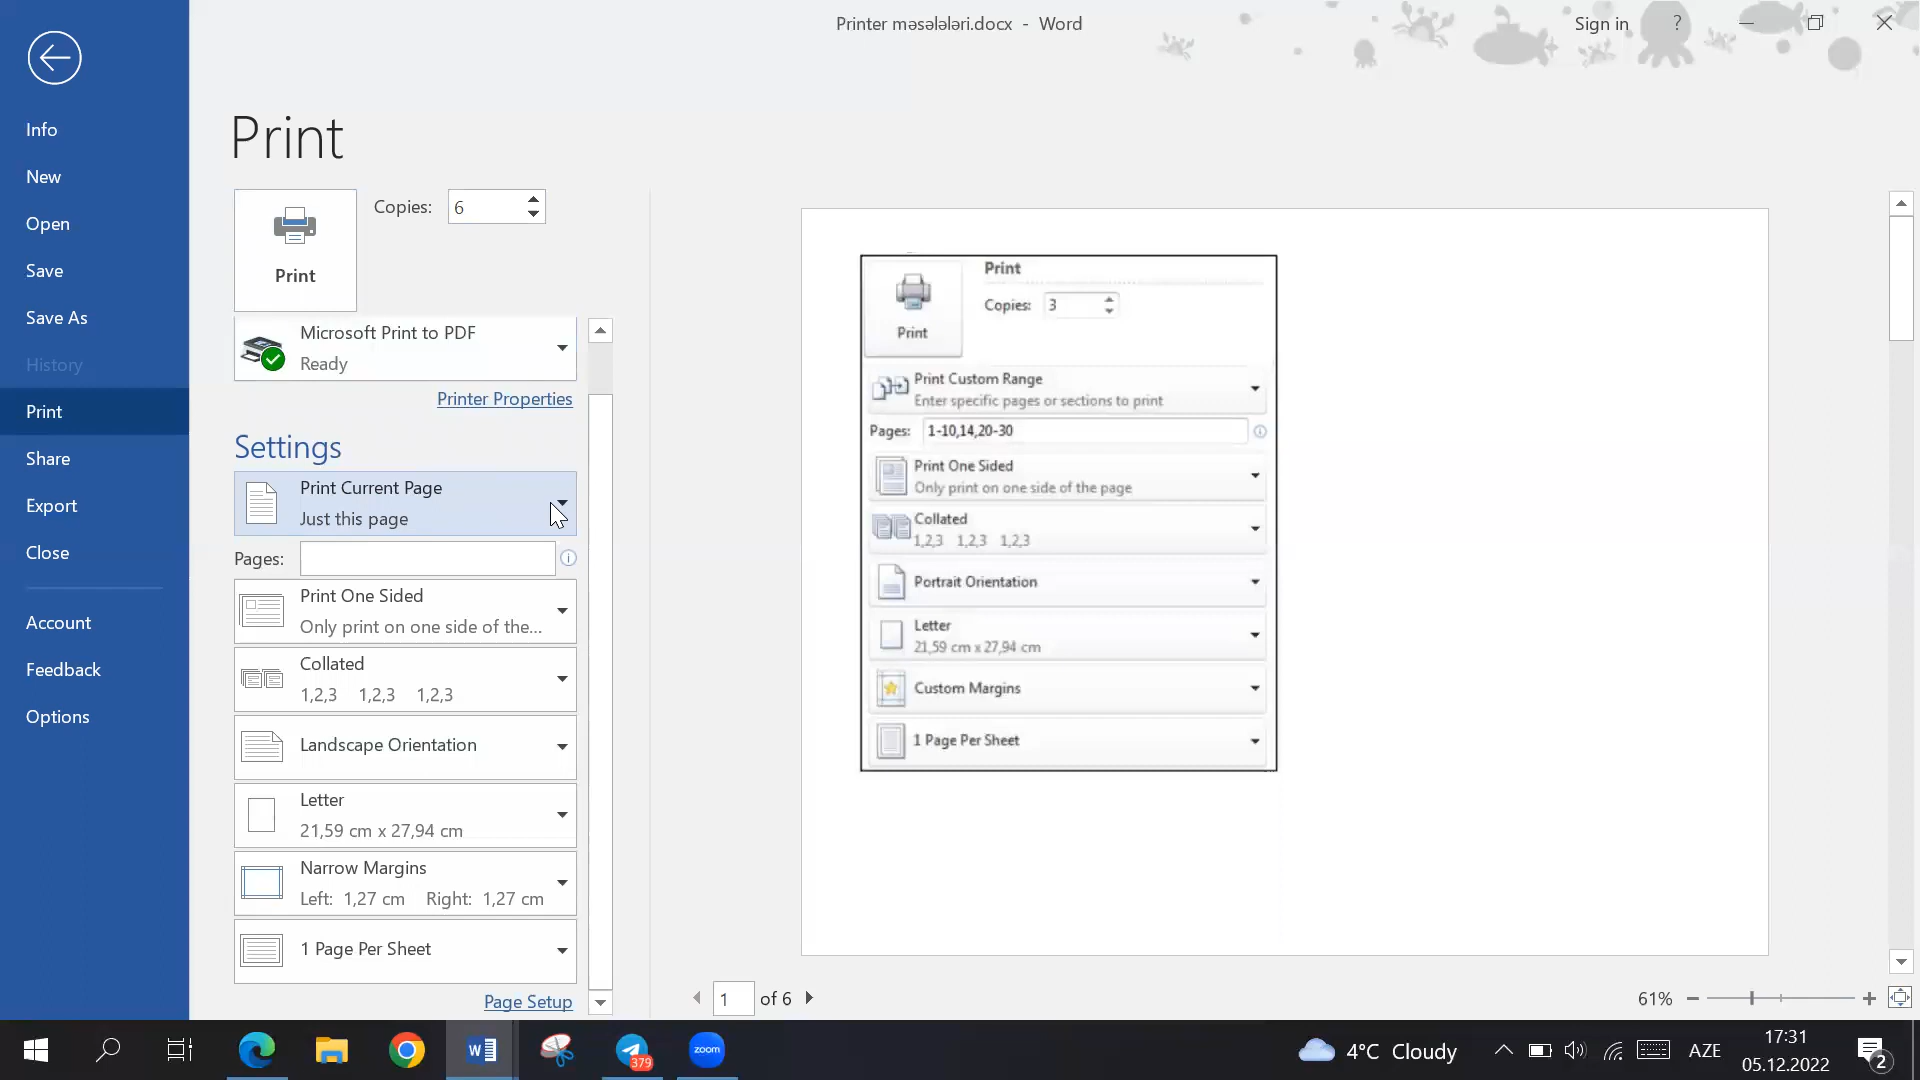 Printer məsələləri.docx - Word
Sign in
?
Info
New
Open
Save
Save As
History
Print
Share
Export
Close
Account
Feedback
Options
Print
Print
Copies: 6
Microsoft Print to PDF
Ready
Printer Properties
Settings
Print Current Page
Just this page
Pages:
Print One Sided
Only print on one side of the...
Collated
1,2,3 1,2,3 1,2,3
Landscape Orientation
Letter
21,59 cm x 27,94 cm
Narrow Margins
Left: 1,27 cm Right: 1,27 cm
1 Page Per Sheet
Page Setup
Print
Copies: 3
Print
Print Custom Range
Enter specific pages or sections to print
Pages: 1-10,14,20-30
Print One Sided
Only print on one side of the page
Collated
1,2,3 1,2,3 1,2,3
Portrait Orientation
Letter
21,59 cm x 27,94 cm
Custom Margins
1 Page Per Sheet
1 of 6
61%
379
zoom
4°C Cloudy
AZE
17:31
05.12.2022
2